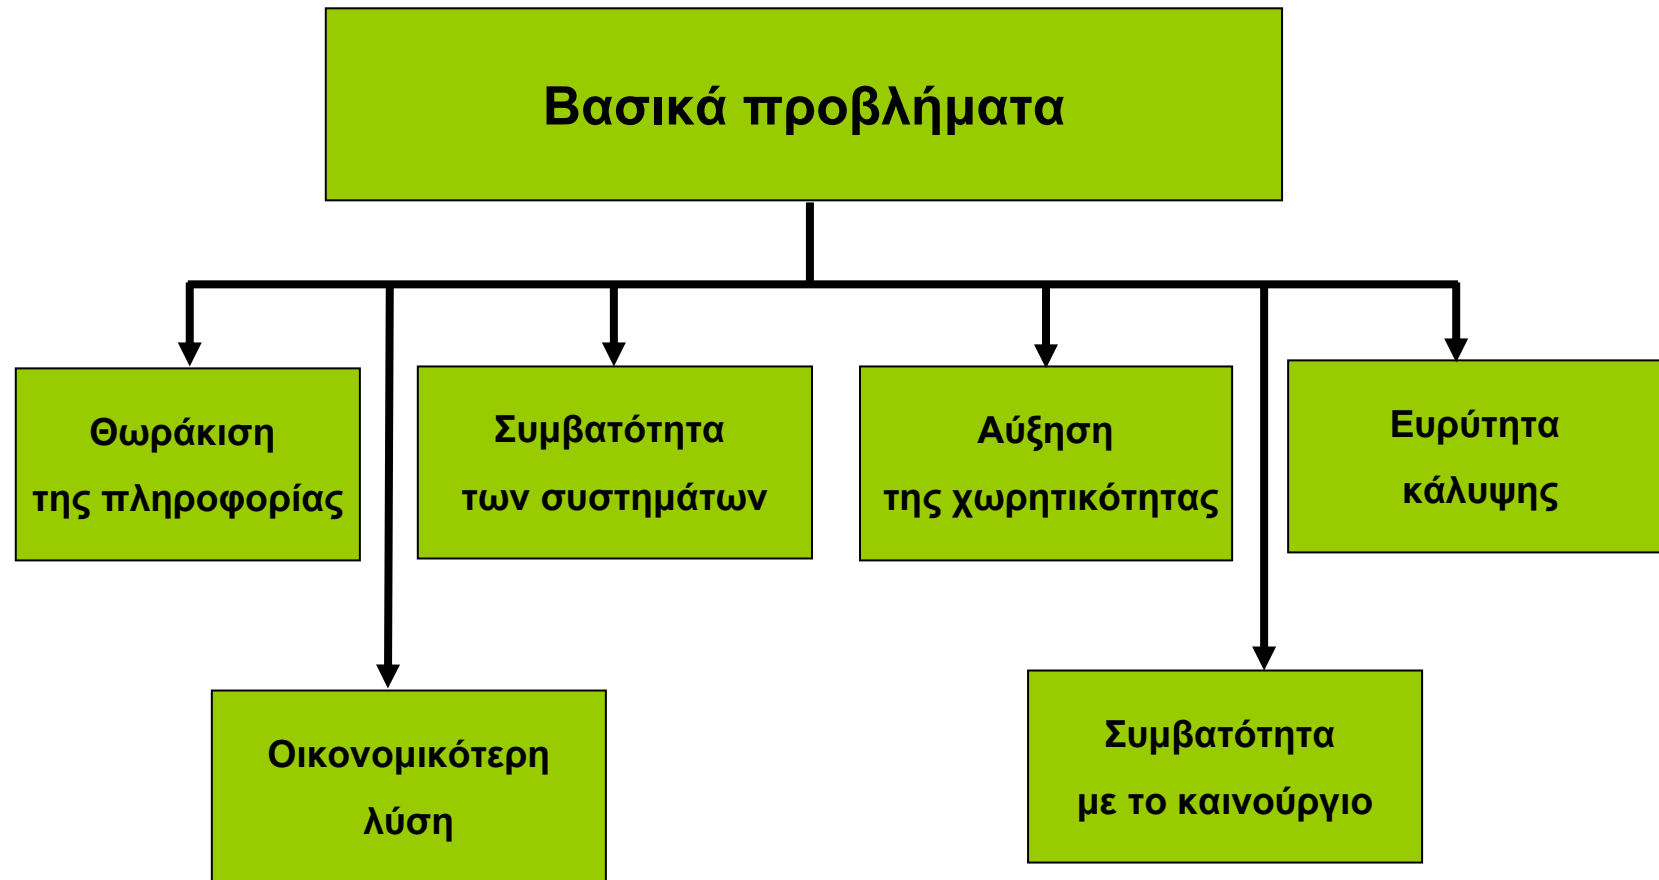 Βασικά προβλήματα
Θωράκιση
της πληροφορίας
Συμβατότητα
των συστημάτων
Αύξηση
της χωρητικότητας
Ευρύτητα
κάλυψης
Οικονομικότερη
λύση
Συμβατότητα
με το καινούργιο